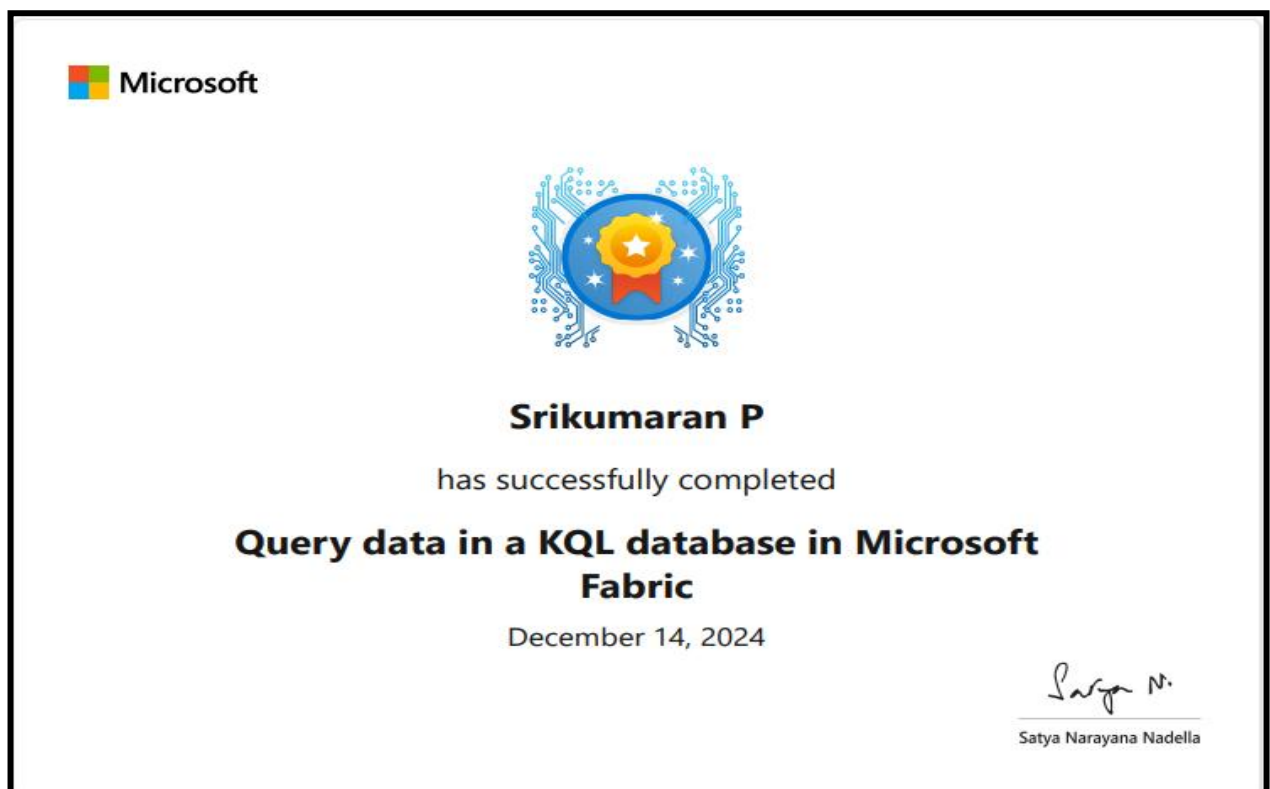 Microsoft
Srikumaran P
has successfully completed
Query data in a KQL database in Microsoft
Fabric
December 14, 2024
Satya N.
Satya Narayana Nadella